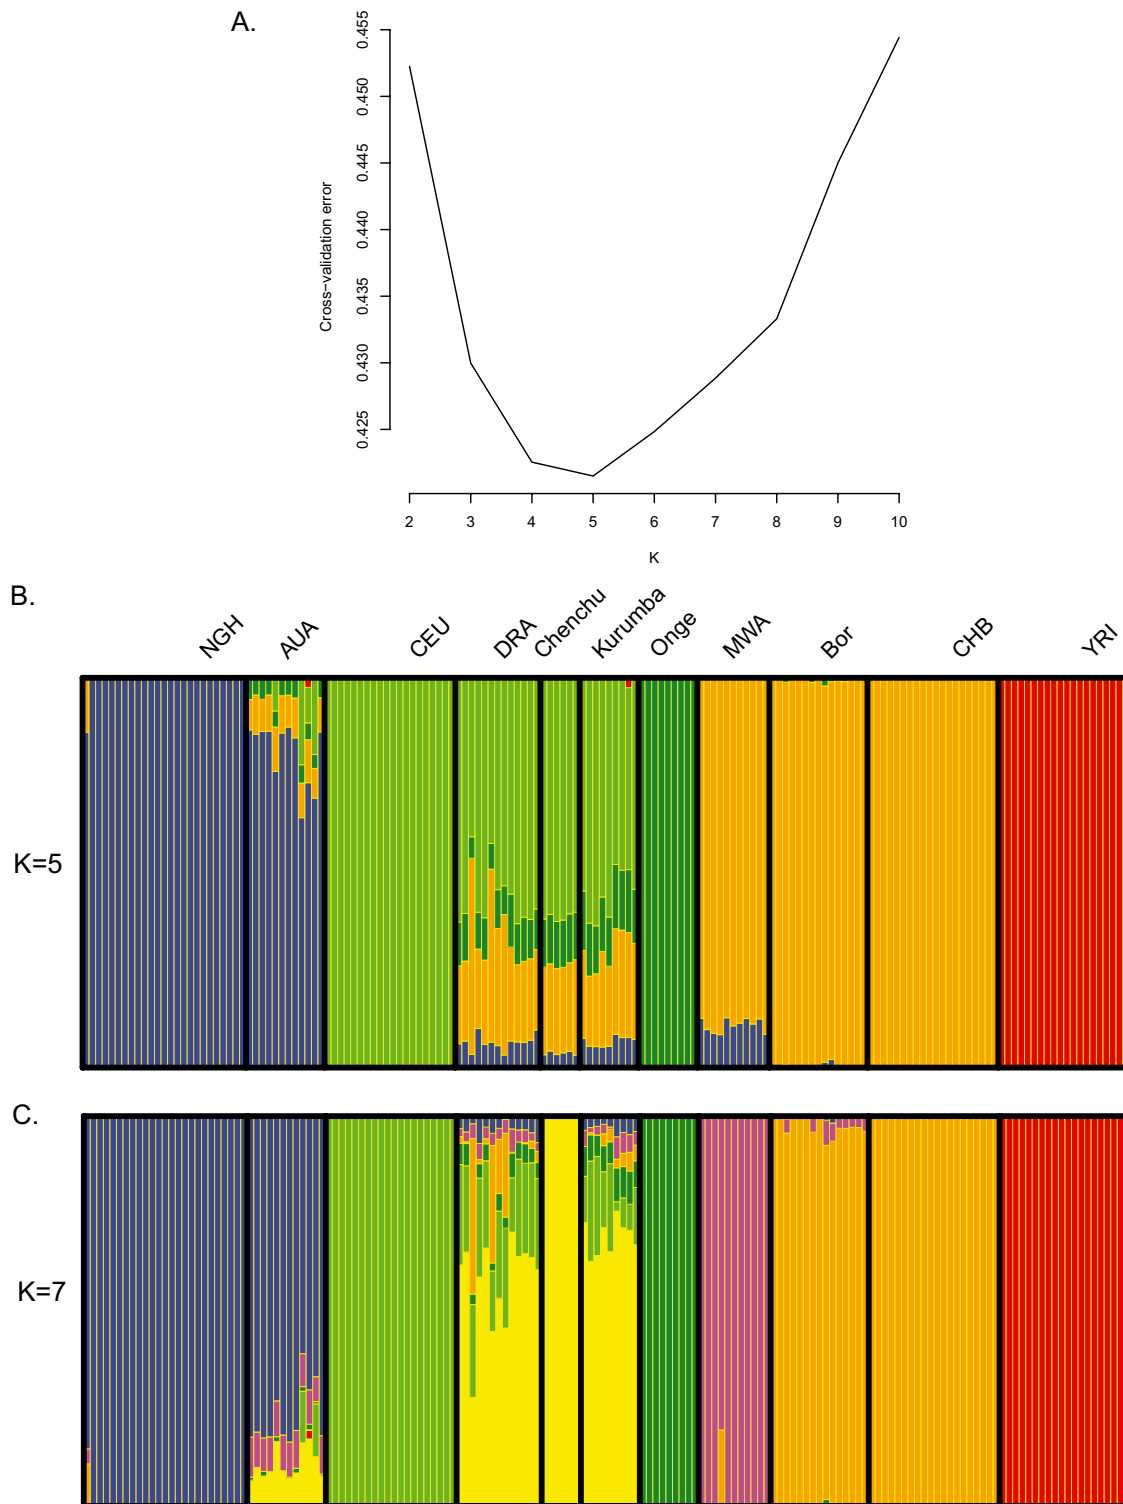 A.
0.455
0.450
0.445
0.440
0.435
0.430
0.425
Cross−validation error
2 3 4 5 6 7 8 9 10
K
B.
NGH AUA CEU DRA Chenchu Kurumba Onge MWA Bor CHB YRI
K=5
C.
K=7